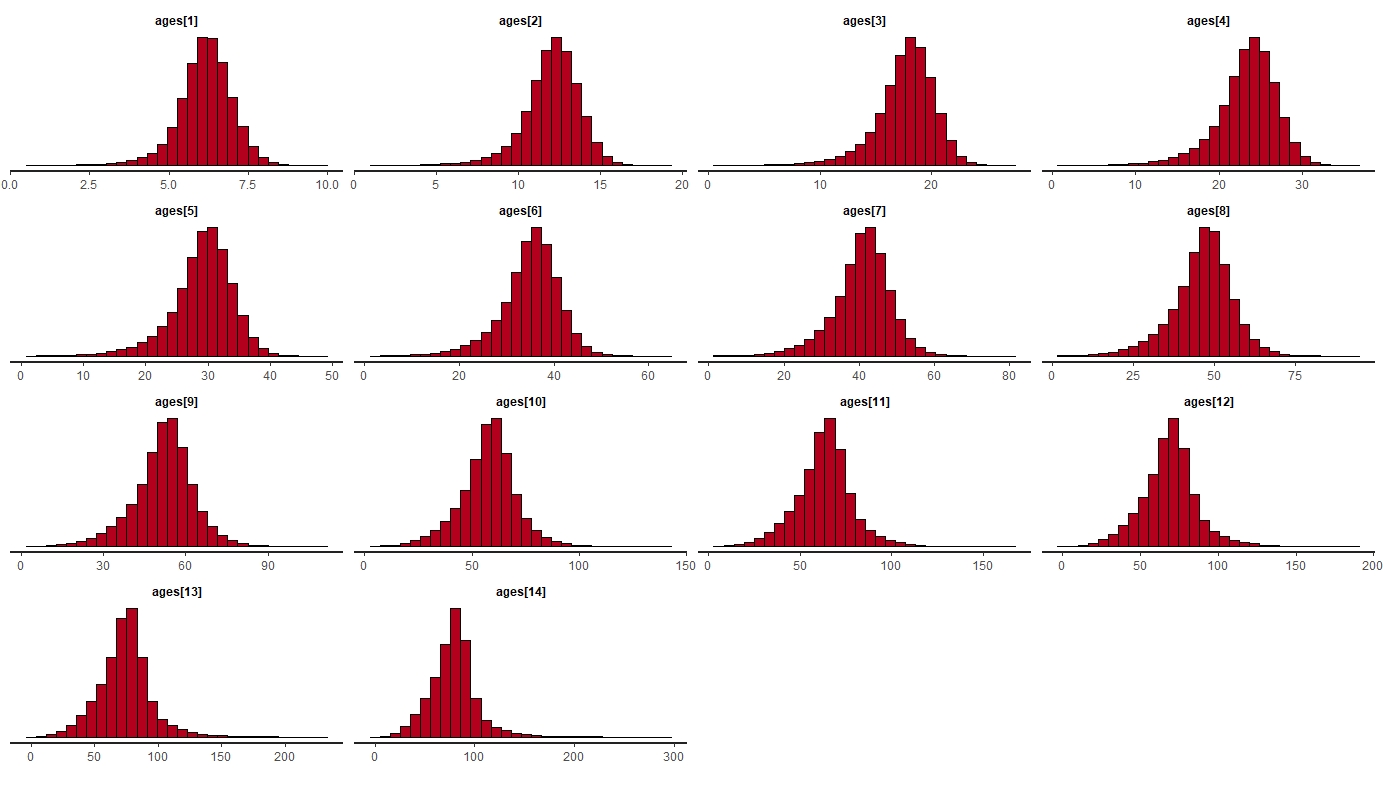 ages[1] ages[2] ages[3] ages[4]
0.0 2.5 5.0 7.5 10.0 0 5 10 15 20 0 10 20 0 10 20 30
ages[5] ages[6] ages[7] ages[8]
0 10 20 30 40 50 0 20 40 60 0 20 40 60 80 0 25 50 75
ages[9] ages[10] ages[11] ages[12]
0 30 60 90 0 50 100 150 0 50 100 150 0 50 100 150 200
ages[13] ages[14]
0 50 100 150 200 0 100 200 300